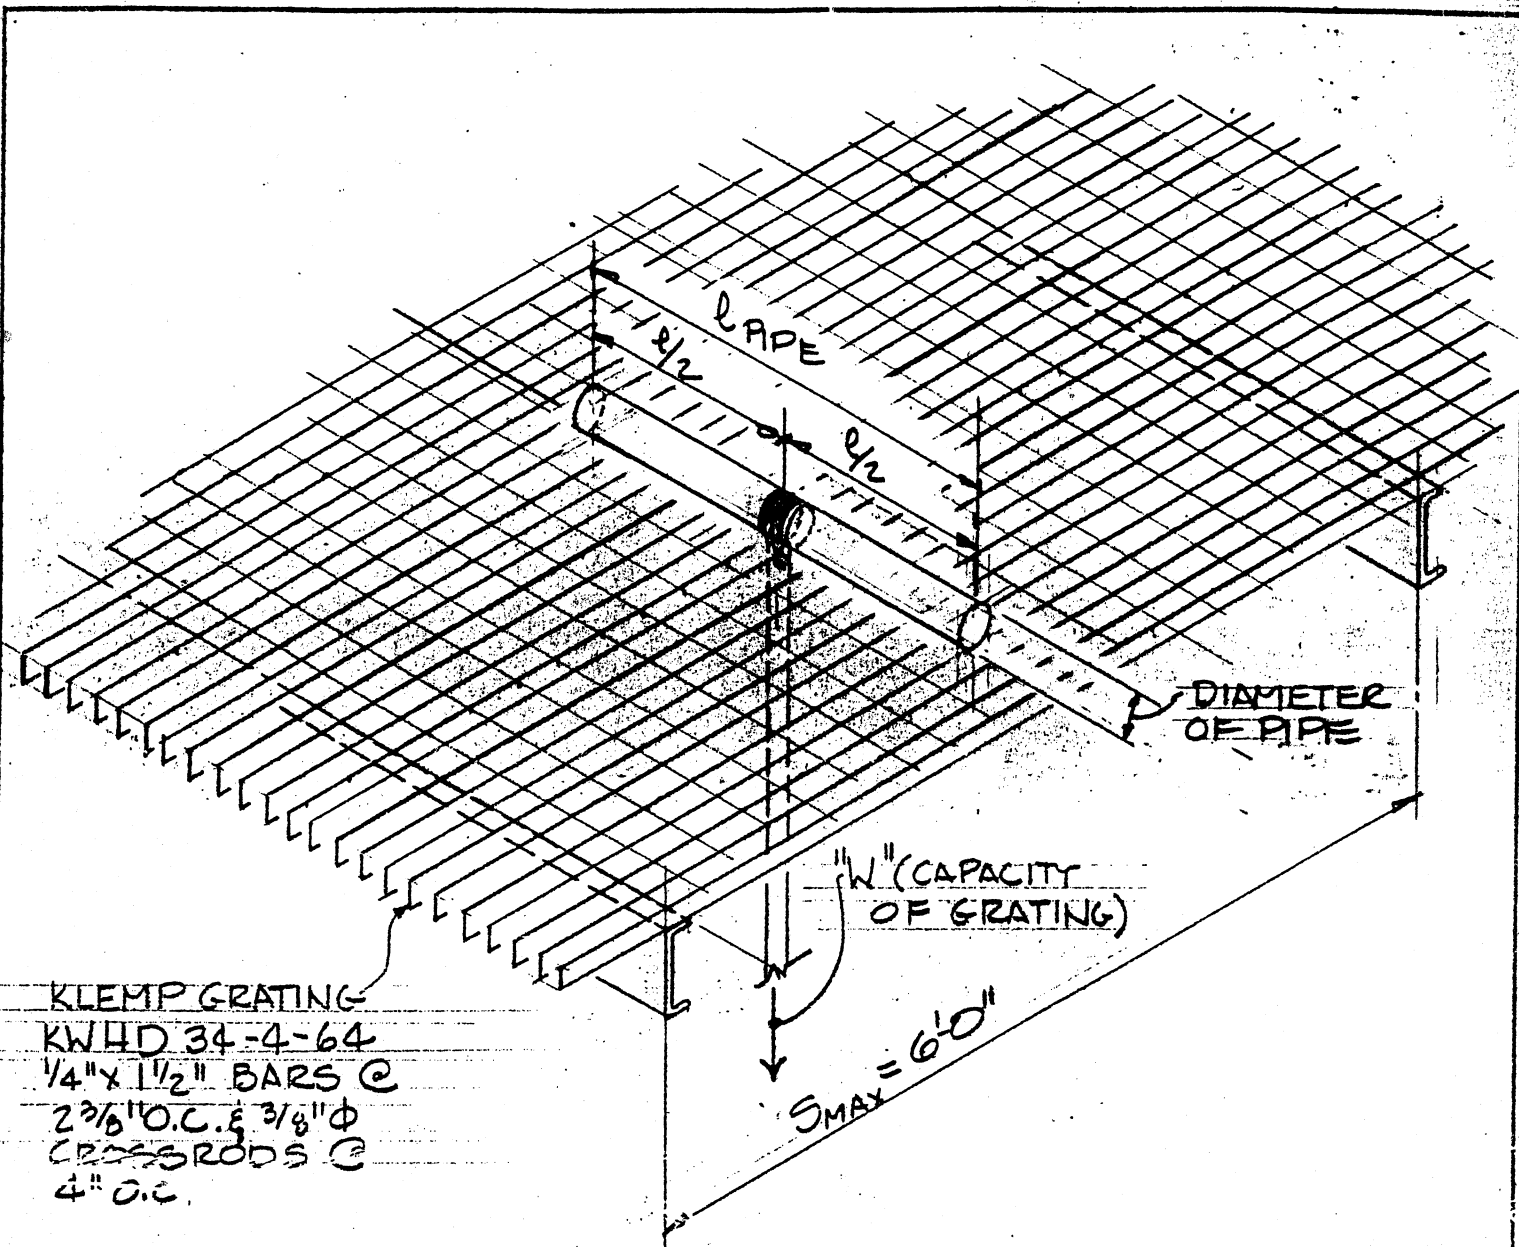 ℓ PIPE
ℓ/2
ℓ/2
DIAMETER
OF PIPE
"W" (CAPACITY
OF GRATING)
SMAX = 6'-0"
KLEMP GRATING
KWHD 34-4-64
1/4" x 1 1/2" BARS @
2 3/8" O.C. & 3/8" Φ
CROSSRODS @
4" O.C.